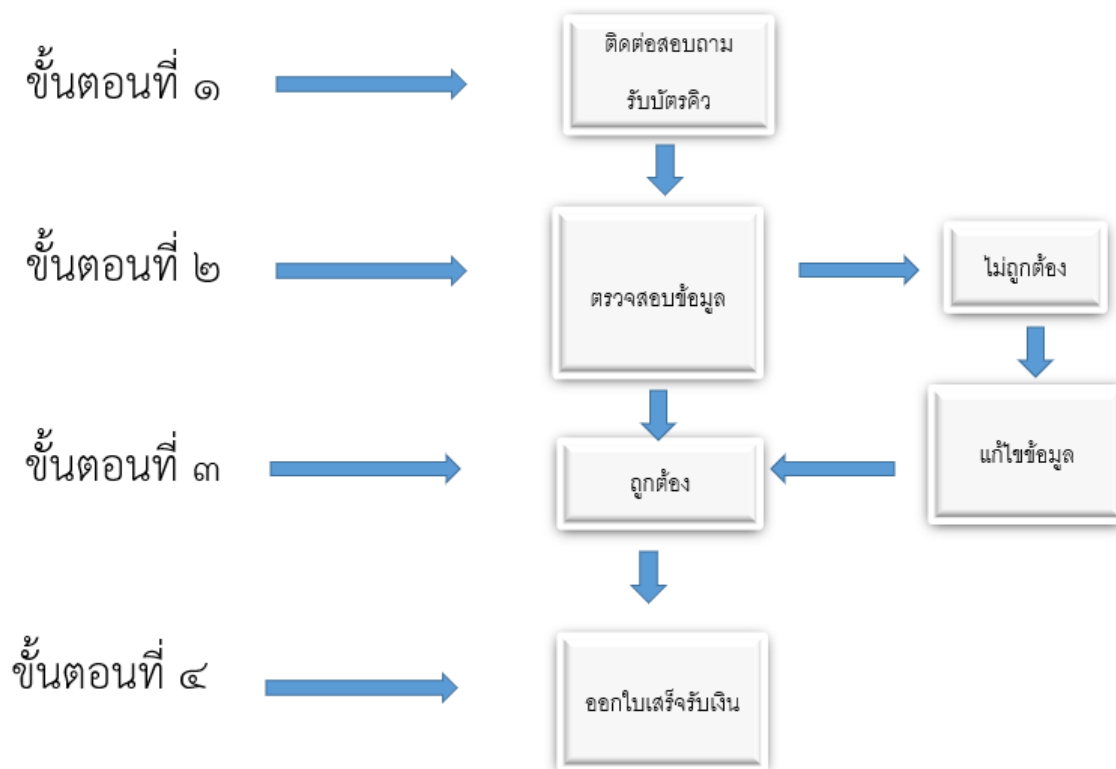 ขั้นตอนที่ ๑
ติดต่อสอบถาม
รับบัตรคิว
ขั้นตอนที่ ๒
ตรวจสอบข้อมูล
ไม่ถูกต้อง
ขั้นตอนที่ ๓
ถูกต้อง
แก้ไขข้อมูล
ขั้นตอนที่ ๔
ออกใบเสร็จรับเงิน